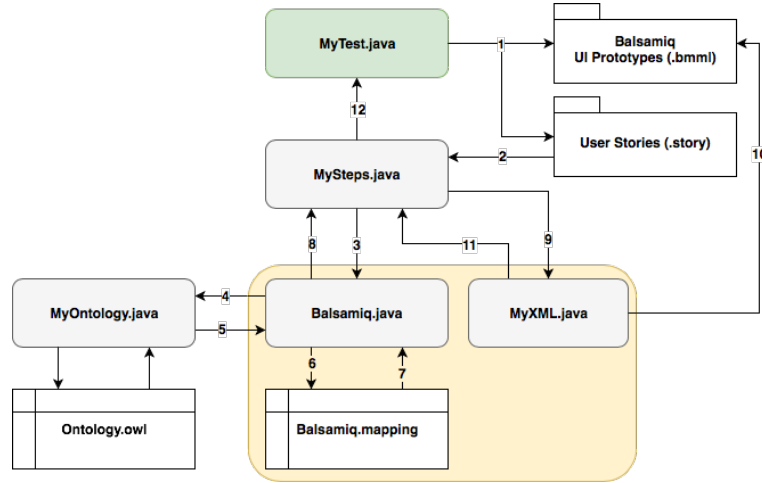 MyTest.java
1
Balsamiq
UI Prototypes (.bmml)
12
2
User Stories (.story)
10
MySteps.java
8
3
11
9
MyOntology.java
4
5
Balsamiq.java
MyXML.java
6
7
Ontology.owl
Balsamiq.mapping